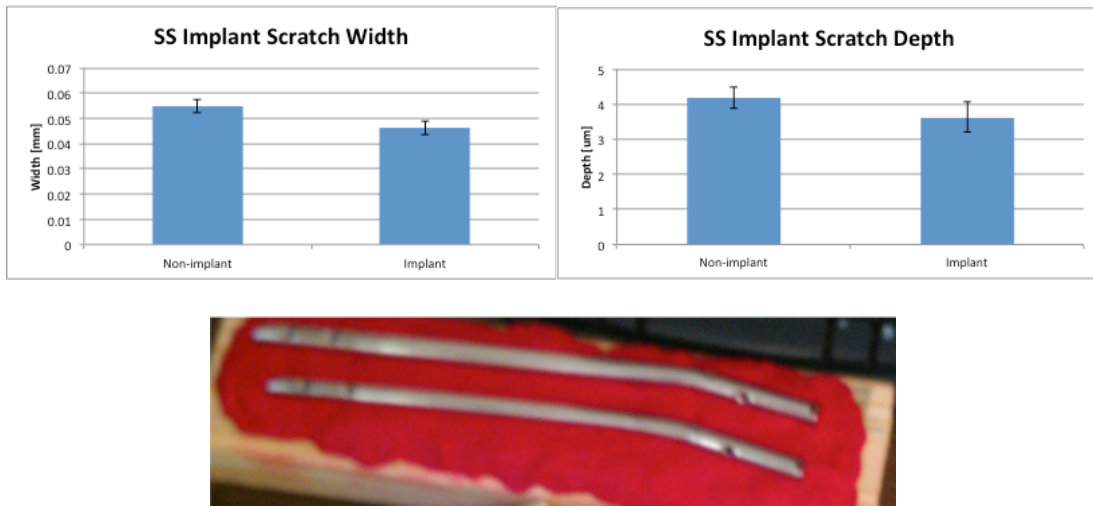 SS Implant Scratch Width
0.07
0.06
0.05
0.04
0.03
0.02
0.01
0
Width [mm]
Non-implant
Implant
SS Implant Scratch Depth
5
4
3
2
1
0
Depth [um]
Non-implant
Implant